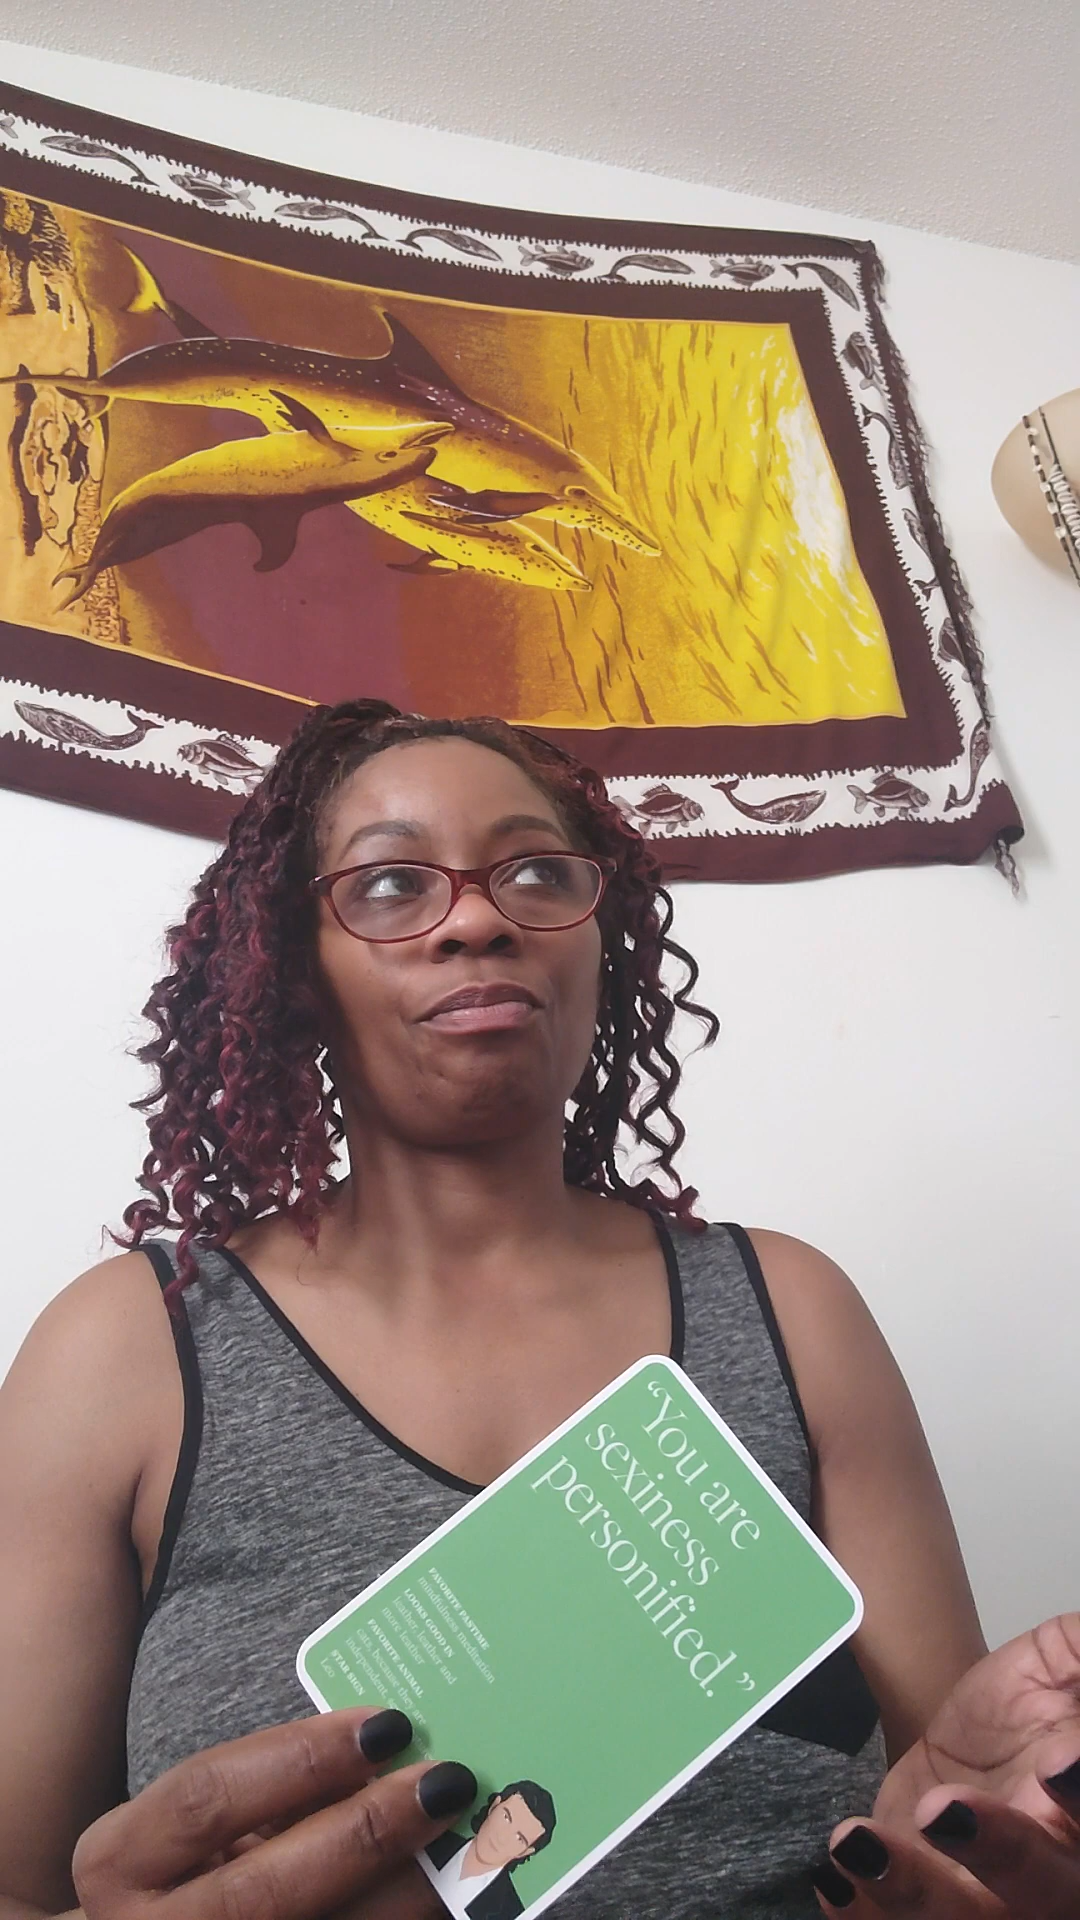 “You are
sexiness
personified.”
FAVORITE PASTIME
mindfulness meditation
LOOKS GOOD IN
leather, leather and
more leather
FAVORITE ANIMAL
cats, because they are
independent,
STAR SIGN
Leo